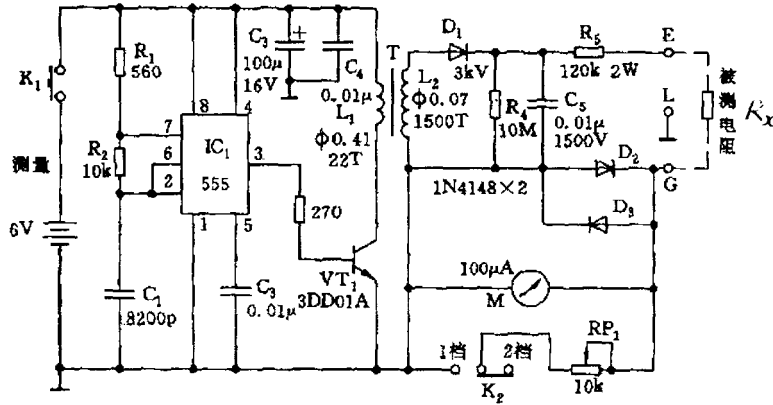 K₁
测量
6V
R₁
560
R₂
10k
C₁
8200p
8
4
7
6
2
3
1
5
IC₁
555
C₃
0.01μ
C₃
100μ
16V
+
C₄
0.01μ
270
VT₁
3DD01A
L₁
Φ0.41
22T
T
L₂
Φ0.07
1500T
D₁
3kV
R₄
10M
C₅
0.01μ
1500V
R₅
120k 2W
E
L
G
被测电阻
Rx
D₂
1N4148×2
D₃
100μA
M
1档
2档
K₂
RP₁
10k